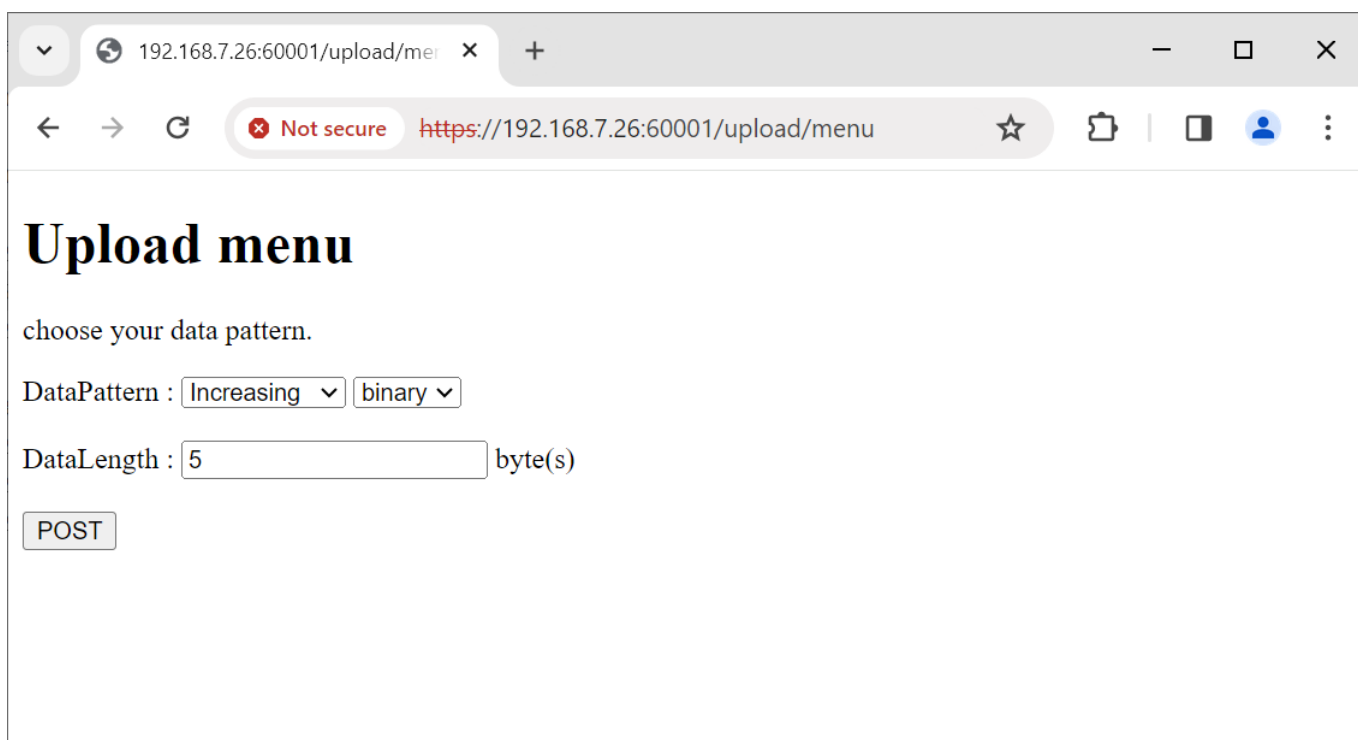 192.168.7.26:60001/upload/mer
Not secure https://192.168.7.26:60001/upload/menu
Upload menu
choose your data pattern.
DataPattern : Increasing binary
DataLength : 5 byte(s)
POST